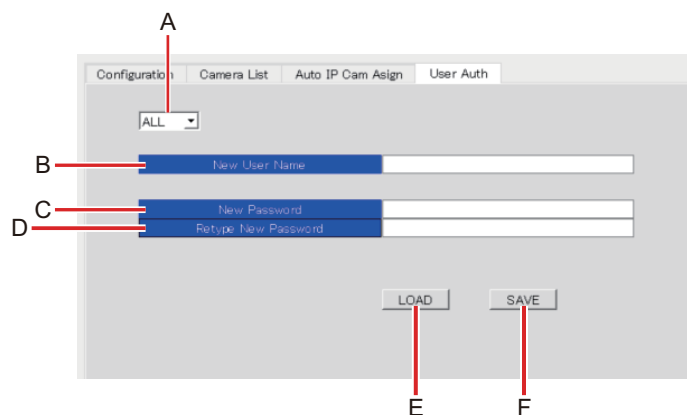 A
Configuration Camera List Auto IP Cam Asign User Auth
ALL
B New User Name
C New Password
D Retype New Password
LOAD SAVE
E F